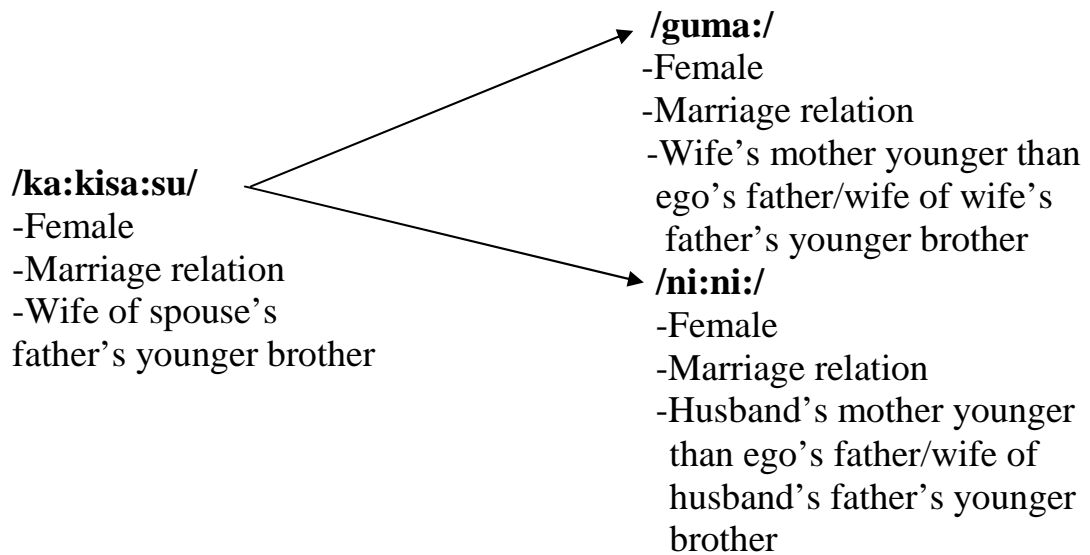 /ka:kisa:su/
-Female
-Marriage relation
-Wife of spouse’s
father’s younger brother
/guma:/
-Female
-Marriage relation
-Wife’s mother younger than
ego’s father/wife of wife’s
father’s younger brother
/ni:ni:/
-Female
-Marriage relation
-Husband’s mother younger
than ego’s father/wife of
husband’s father’s younger
brother